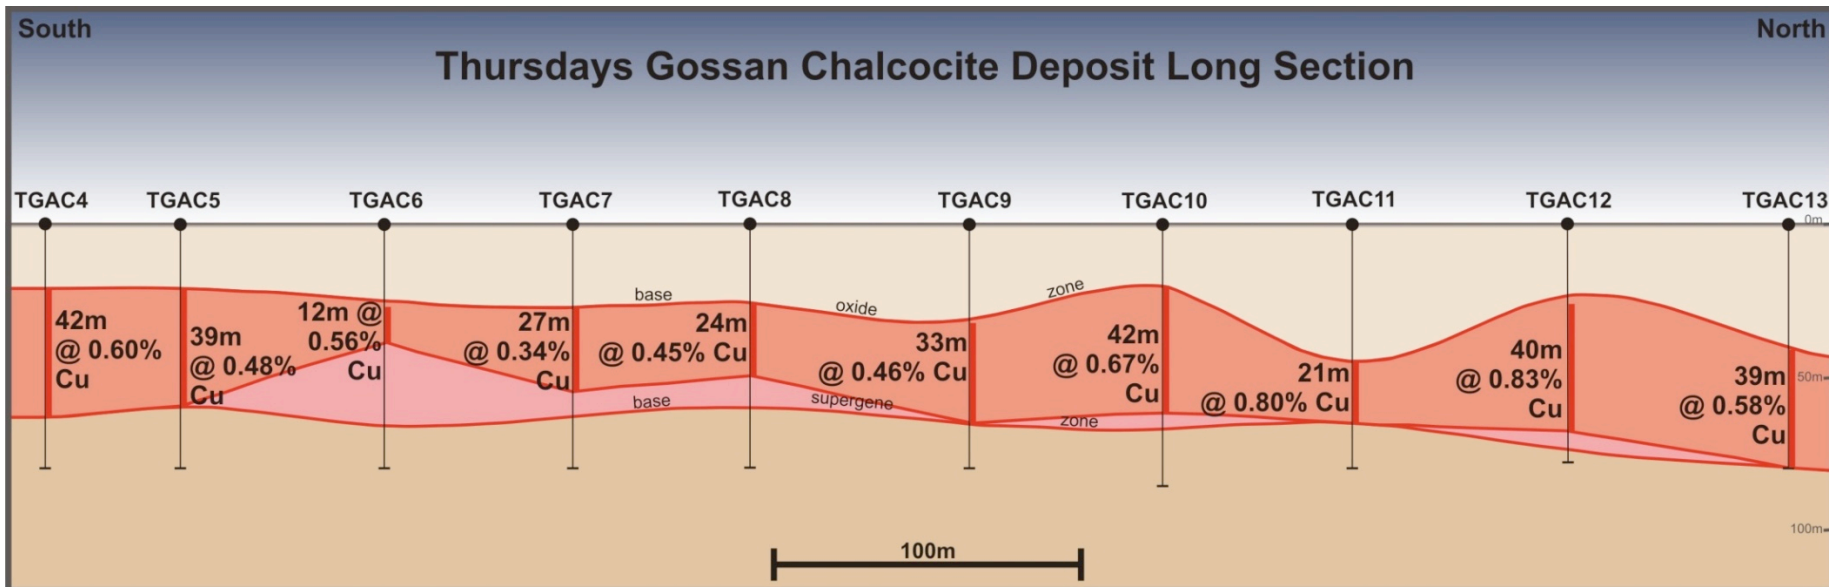 South
North
Thursdays Gossan Chalcocite Deposit Long Section
TGAC4
TGAC5
TGAC6
TGAC7
TGAC8
TGAC9
TGAC10
TGAC11
TGAC12
TGAC13
0m
base
oxide
zone
42m
@ 0.60%
Cu
39m
@ 0.48%
Cu
12m @
0.56%
Cu
27m
@ 0.34%
Cu
24m
@ 0.45% Cu
33m
@ 0.46% Cu
42m
@ 0.67%
Cu
21m
@ 0.80% Cu
40m
@ 0.83%
Cu
39m
@ 0.58%
Cu
50m
base
supergene
zone
100m
100m